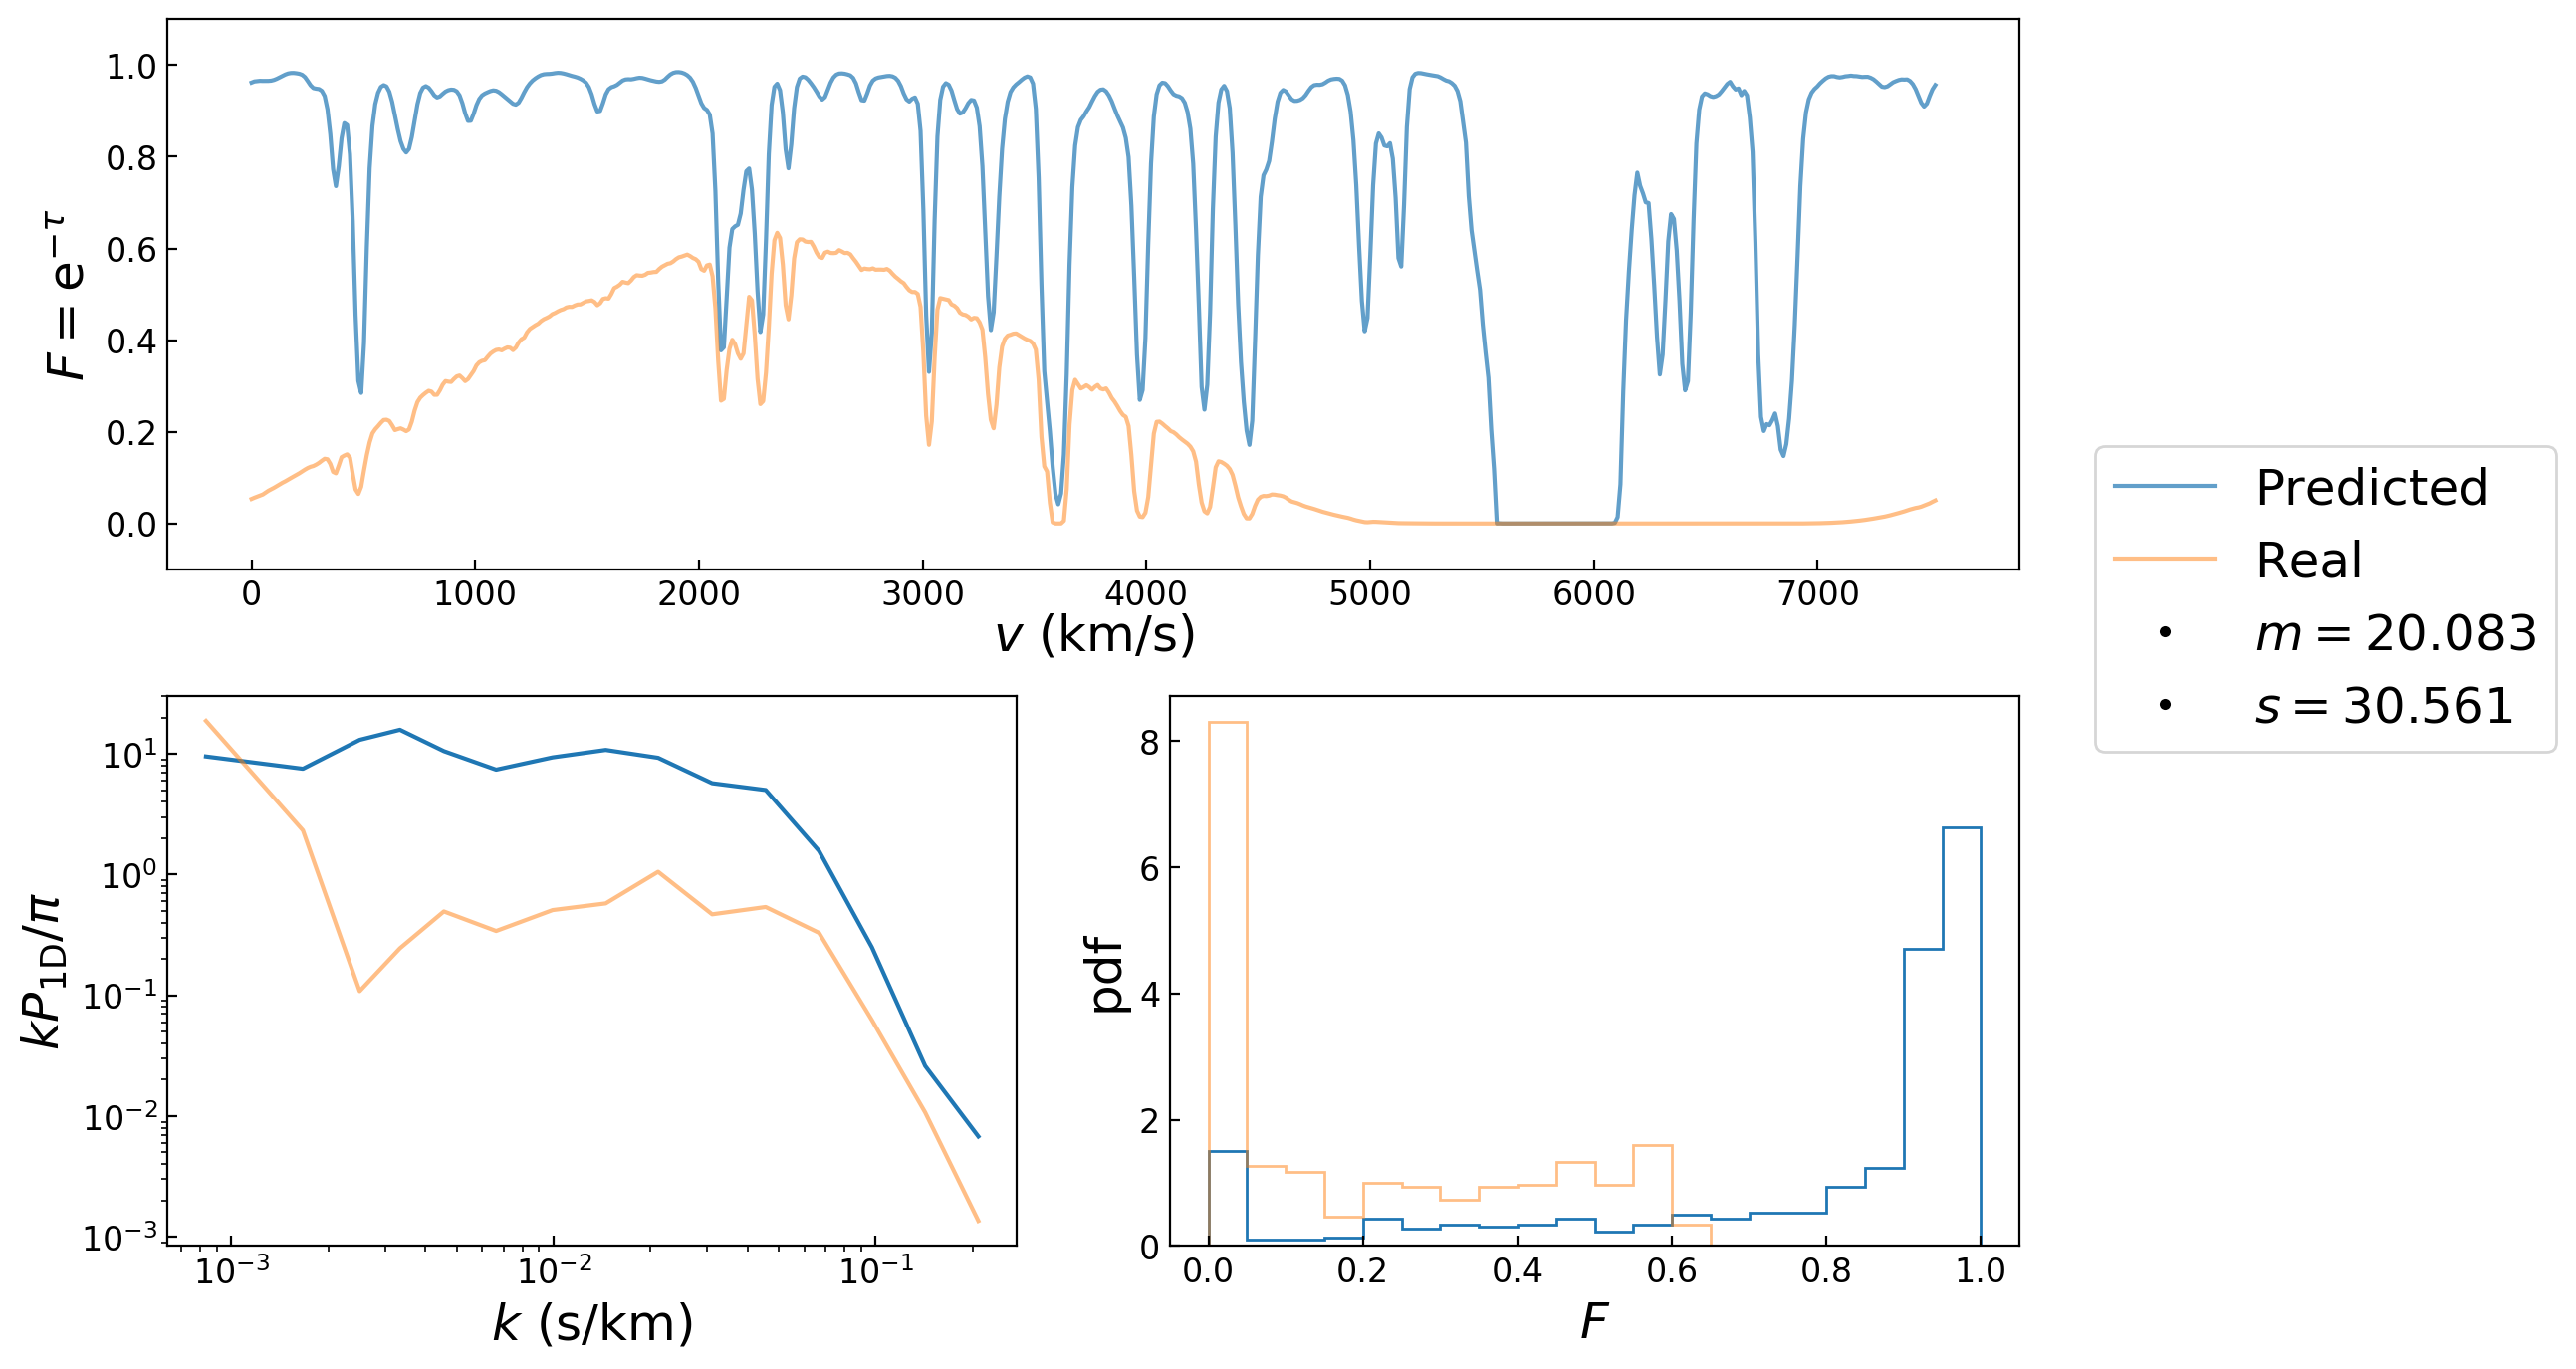 F = e^{−τ}
1.0
0.8
0.6
0.4
0.2
0.0
0 1000 2000 3000 4000 5000 6000 7000
v (km/s)
Predicted
Real
m = 20.083
s = 30.561
kP_{1D}/π
10^1
10^0
10^{−1}
10^{−2}
10^{−3}
10^{−3} 10^{−2} 10^{−1}
k (s/km)
pdf
8
6
4
2
0
0.0 0.2 0.4 0.6 0.8 1.0
F